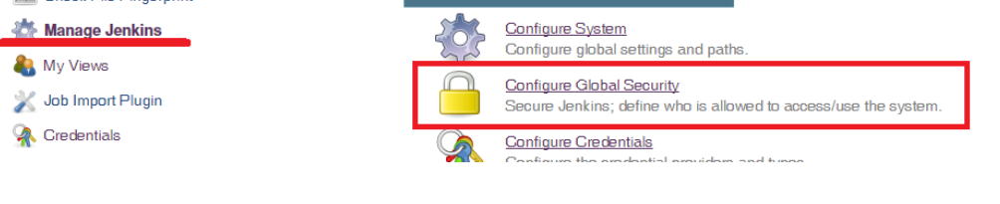 Manage Jenkins
My Views
Job Import Plugin
Credentials
Configure System
Configure global settings and paths.
Configure Global Security
Secure Jenkins; define who is allowed to access/use the system.
Configure Credentials
Configure the credential providers and types